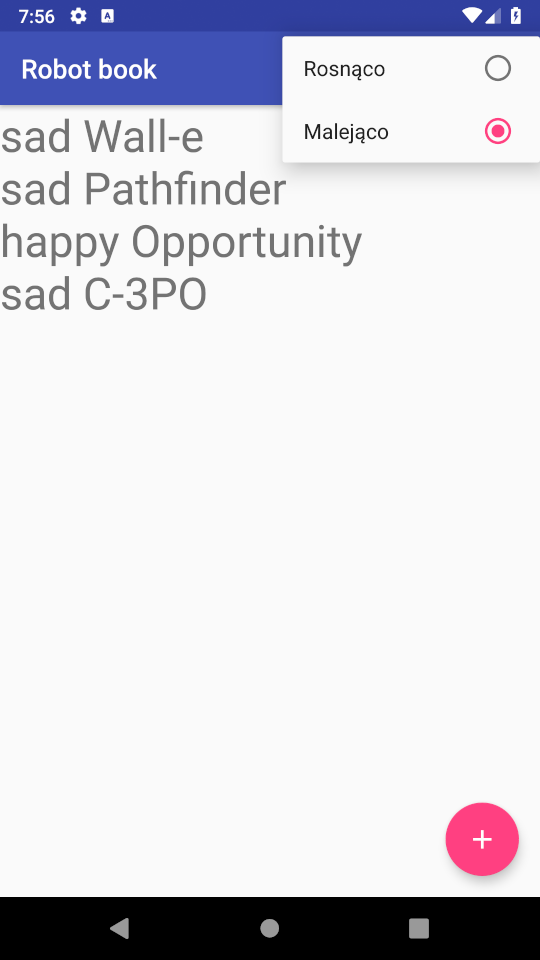 7:56
Robot book
Rosnąco
Malejąco
sad Wall-e
sad Pathfinder
happy Opportunity
sad C-3PO